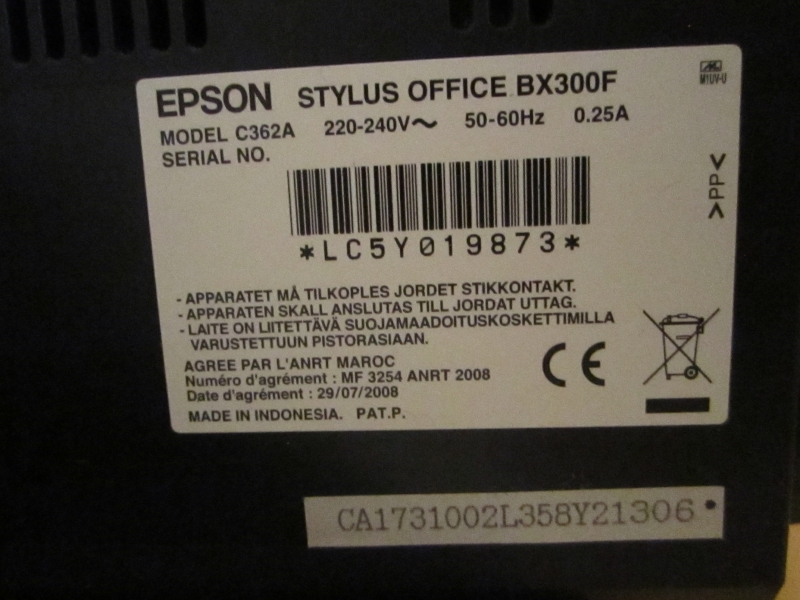 EPSON STYLUS OFFICE BX300F
MODEL C362A 220-240V~ 50-60Hz 0.25A
SERIAL NO.
*LC5Y019873*
- APPARATET MÅ TILKOPLES JORDET STIKKONTAKT.
- APPARATEN SKALL ANSLUTAS TILL JORDAT UTTAG.
- LAITE ON LIITETTÄVÄ SUOJAMAADOITUSKOSKETTIMILLA
VARUSTETTUUN PISTORASIAAN.
AGREE PAR L'ANRT MAROC
Numéro d'agrément : MF 3254 ANRT 2008
Date d'agrément : 29/07/2008
MADE IN INDONESIA. PAT.P.
CE
>PP<
CA1731002L358Y21306